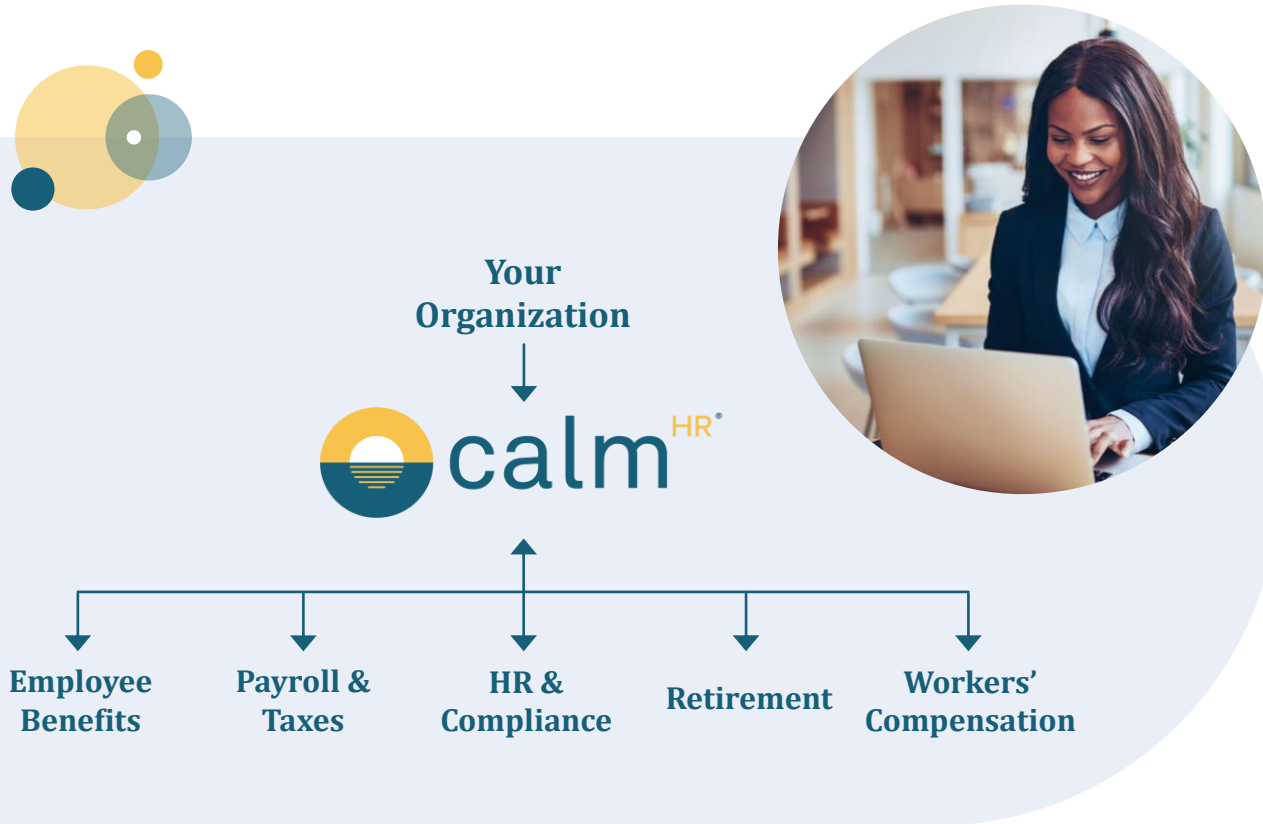 Your
Organization
calm HR®
Employee
Benefits
Payroll &
Taxes
HR &
Compliance
Retirement
Workers’
Compensation